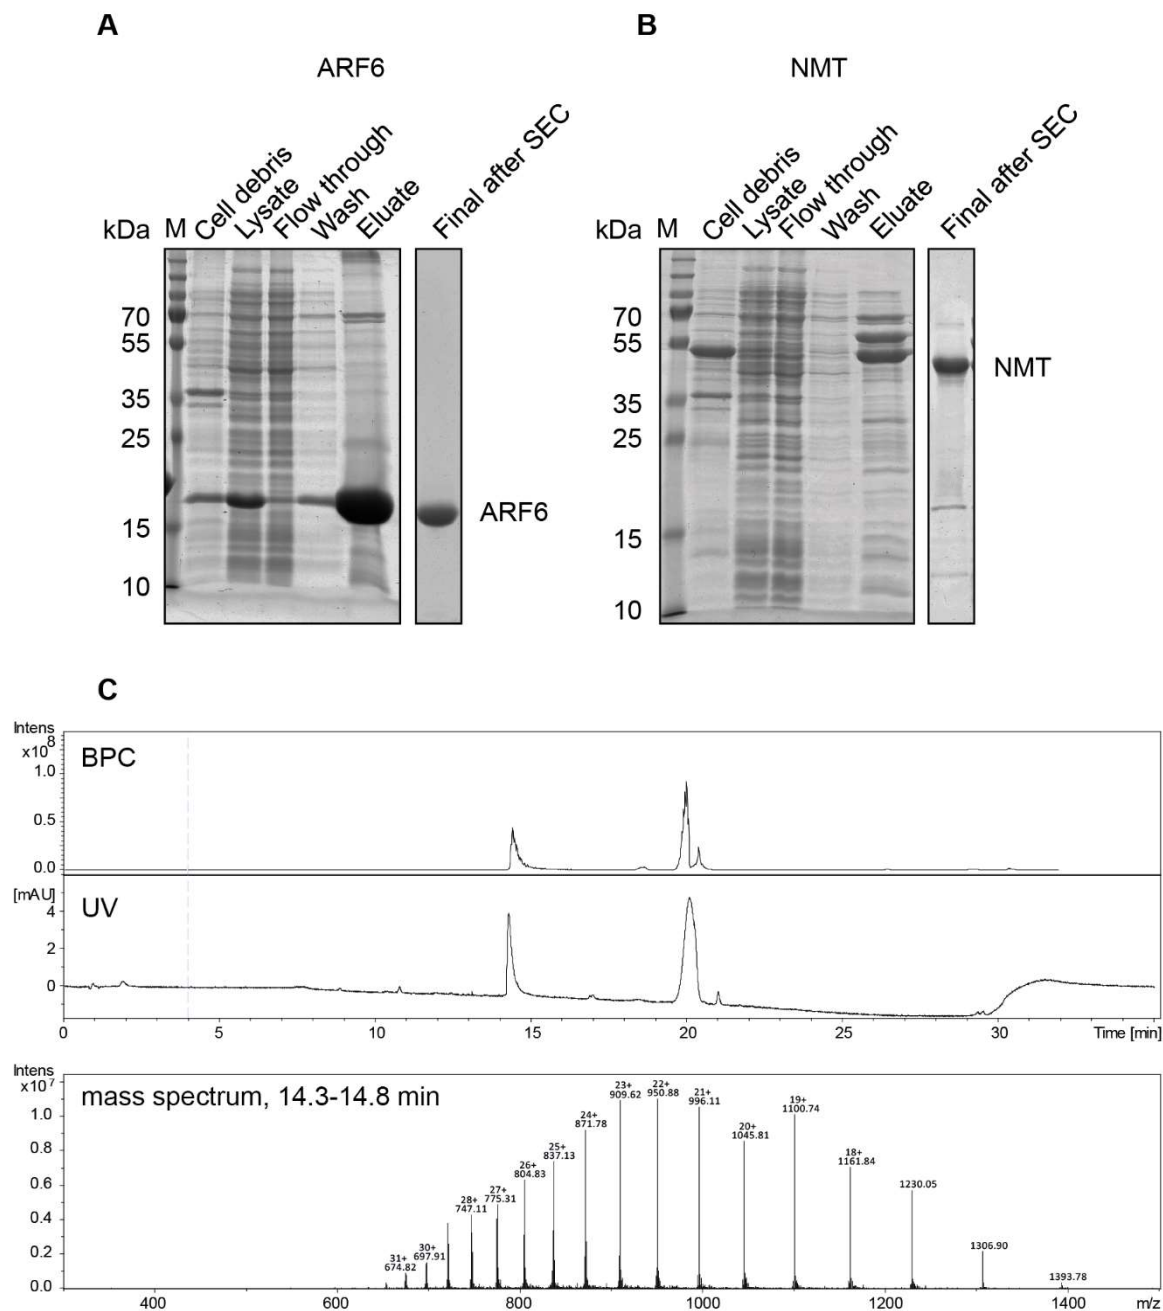 A
ARF6
kDa M Cell debris Lysate Flow through Wash Eluate Final after SEC
70
55
35
25
15
10
ARF6
B
NMT
kDa M Cell debris Lysate Flow through Wash Eluate Final after SEC
70
55
35
25
15
10
NMT
C
Intens
x10 8
BPC
1.0
0.5
0.0
[mAU]
UV
4
2
0
0 5 10 15 20 25 30 Time [min]
Intens
x10 7
mass spectrum, 14.3-14.8 min
1.0
0.8
0.6
0.4
0.2
0.0
31+
674.82
30+
697.91
28+
747.11
27+
775.31
26+
804.83
25+
837.13
24+
871.78
23+
909.62
22+
950.88
21+
996.11
20+
1045.81
19+
1100.74
18+
1161.84
1230.05
1306.90
1393.78
400 600 800 1000 1200 1400 m/z